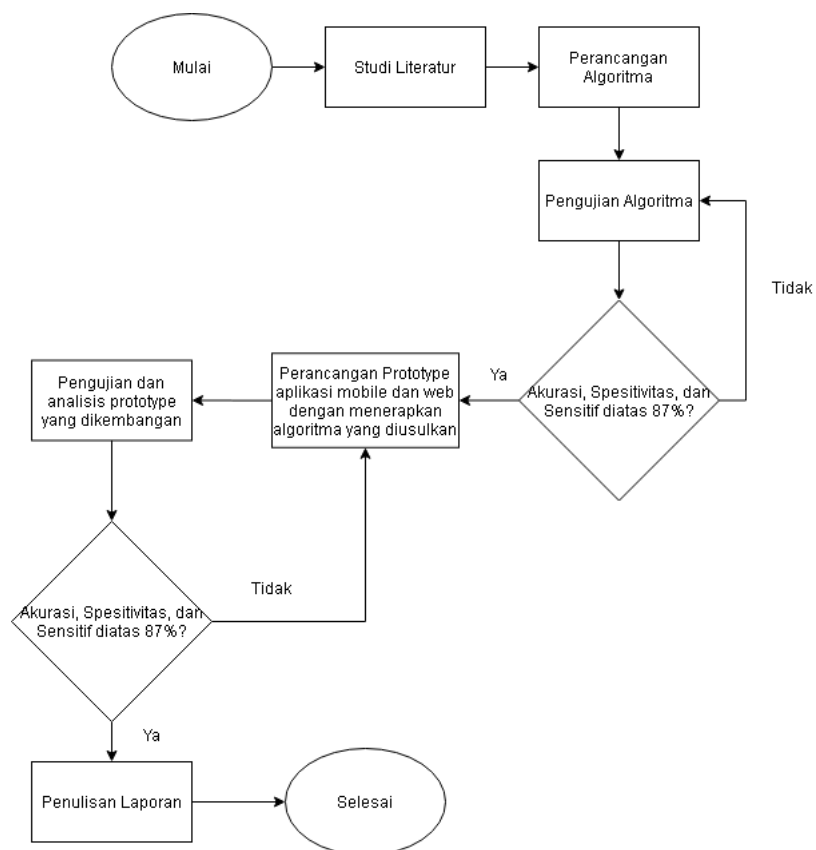 Mulai
Studi Literatur
Perancangan
Algoritma
Pengujian Algoritma
Tidak
Akurasi, Spesitivitas, dan
Sensitif diatas 87%?
Ya
Perancangan Prototype
aplikasi mobile dan web
dengan menerapkan
algoritma yang diusulkan
Pengujian dan
analisis prototype
yang dikembangan
Akurasi, Spesitivitas, dan
Sensitif diatas 87%?
Tidak
Ya
Penulisan Laporan
Selesai